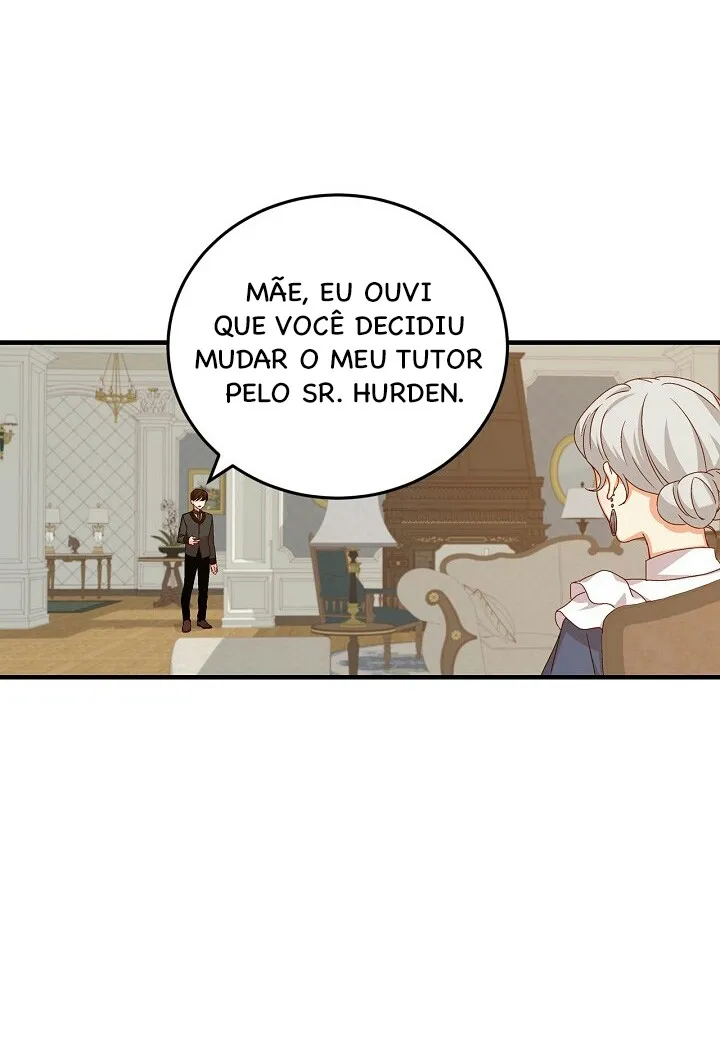 MÃE, EU OUVI
QUE VOCÊ DECIDIU
MUDAR O MEU TUTOR
PELO SR. HURDEN.